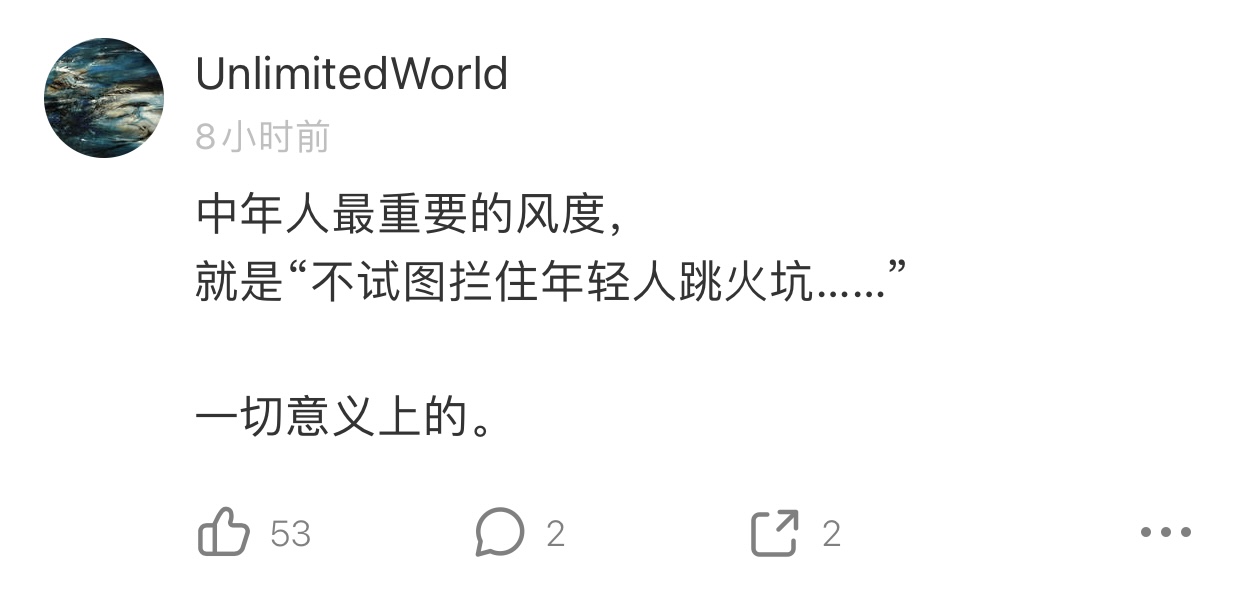 UnlimitedWorld
8小时前
中年人最重要的风度，
就是“不试图拦住年轻人跳火坑……”
一切意义上的。
53 2 2